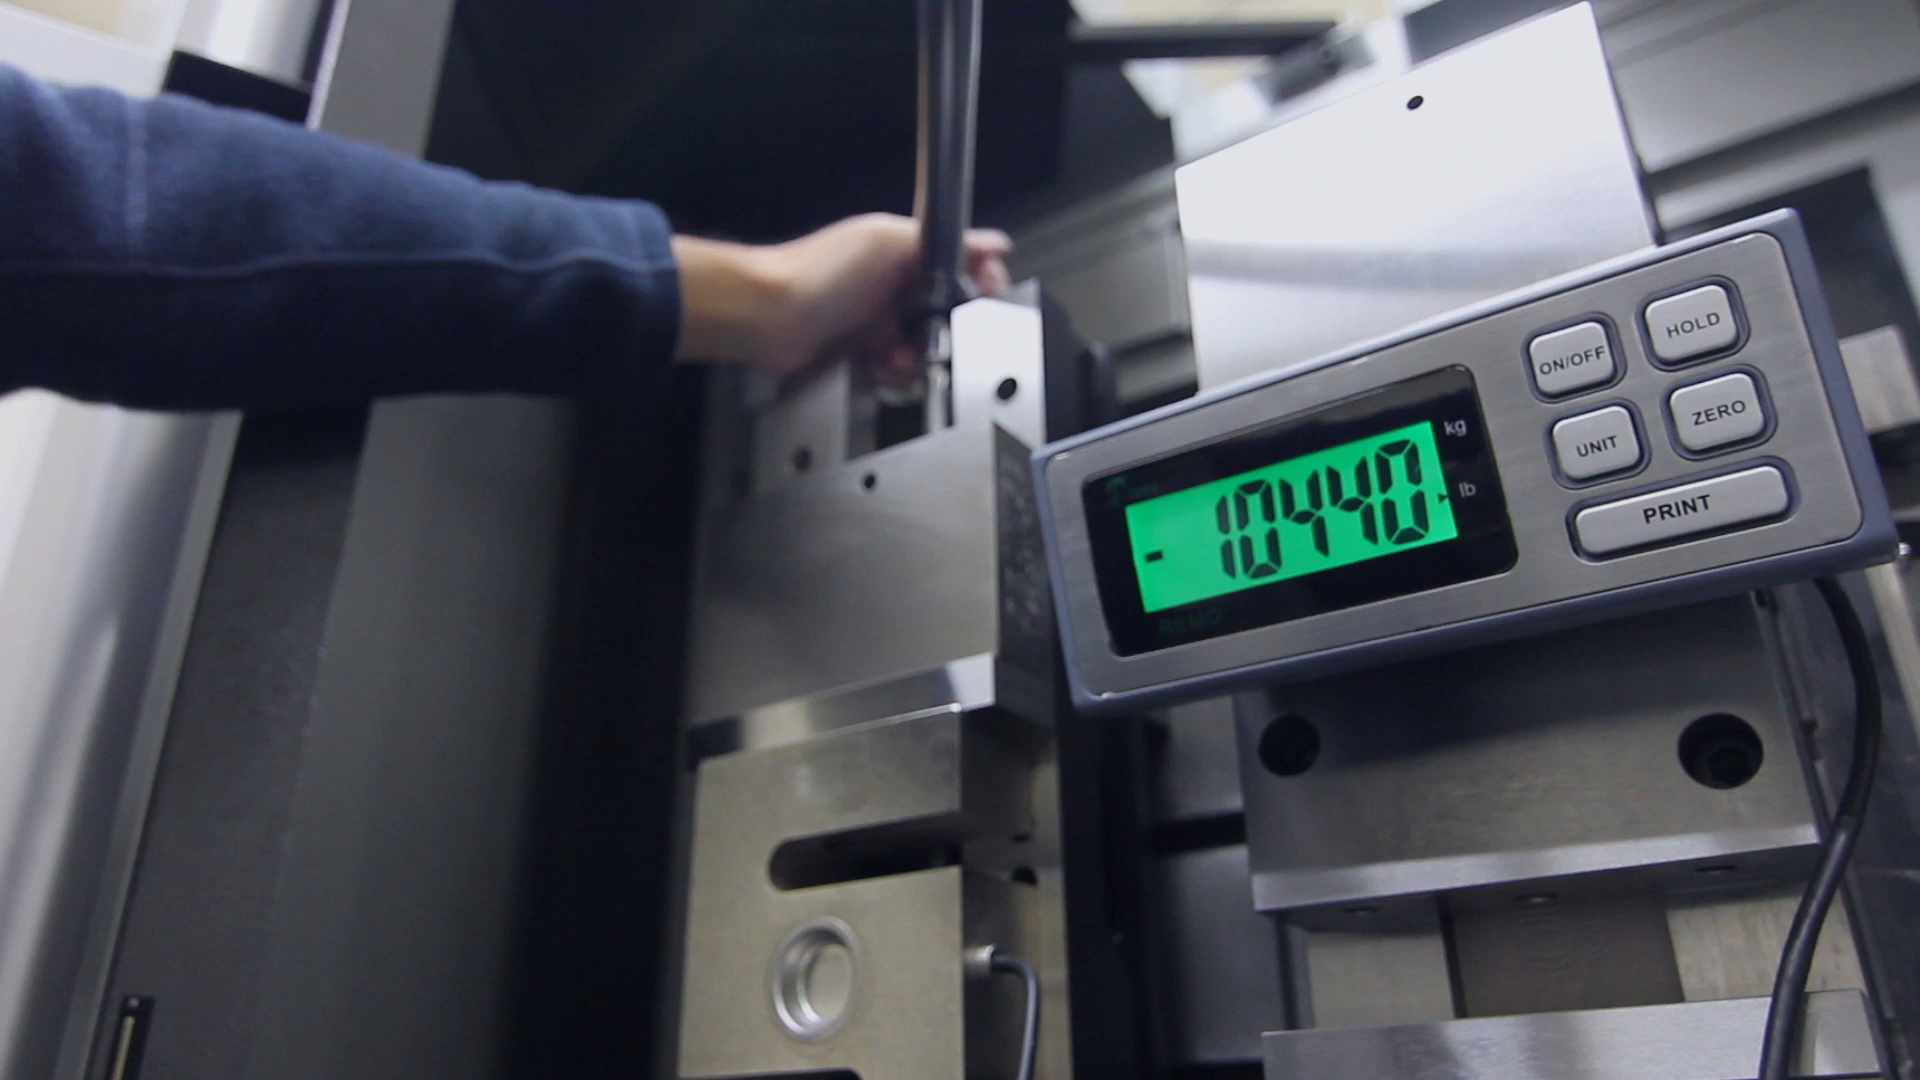 HOLD
ON/OFF
ZERO
UNIT
PRINT
kg
lb
- 10440